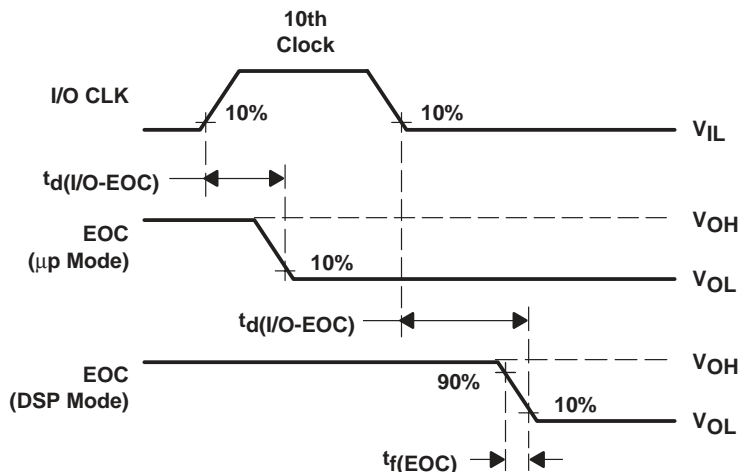 10th
Clock
I/O CLK
10%
10%
VIL
td(I/O-EOC)
EOC
(μp Mode)
VOH
10%
VOL
td(I/O-EOC)
EOC
(DSP Mode)
VOH
90%
10%
VOL
tf(EOC)